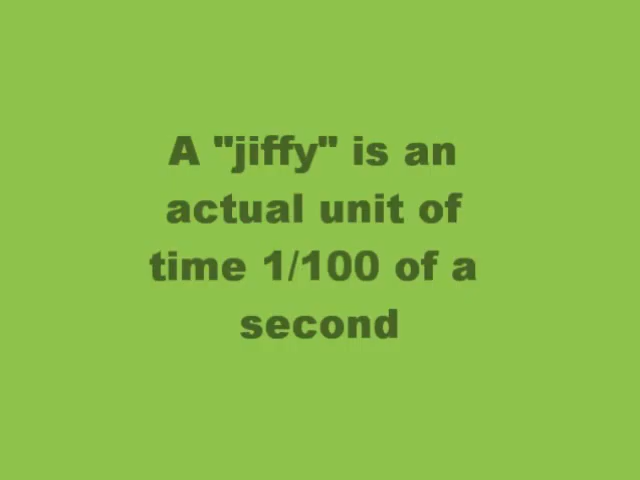 A "jiffy" is an
actual unit of
time 1/100 of a
second